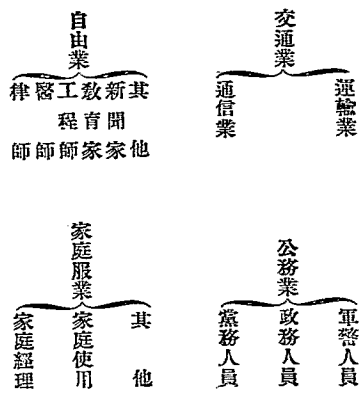 交通業
運輸業
通信業
自由業
其他
新聞家
教育家
工程師
醫師
律師
公務業
軍警人員
政務人員
黨務人員
家庭服業
其他
家庭使用
家庭經理